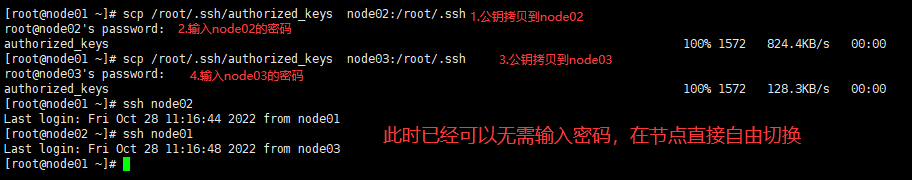 [root@node01 ~]# scp /root/.ssh/authorized_keys  node02:/root/.ssh 1.公钥拷贝到node02
root@node02's password: 2.输入node02的密码
authorized_keys 100% 1572 824.4KB/s 00:00
[root@node01 ~]# scp /root/.ssh/authorized_keys  node03:/root/.ssh 3.公钥拷贝到node03
root@node03's password: 4.输入node03的密码
authorized_keys 100% 1572 128.3KB/s 00:00
[root@node01 ~]# ssh node02
Last login: Fri Oct 28 11:16:44 2022 from node01
[root@node02 ~]# ssh node01
Last login: Fri Oct 28 11:16:48 2022 from node03
此时已经可以无需输入密码，在节点直接自由切换
[root@node01 ~]#